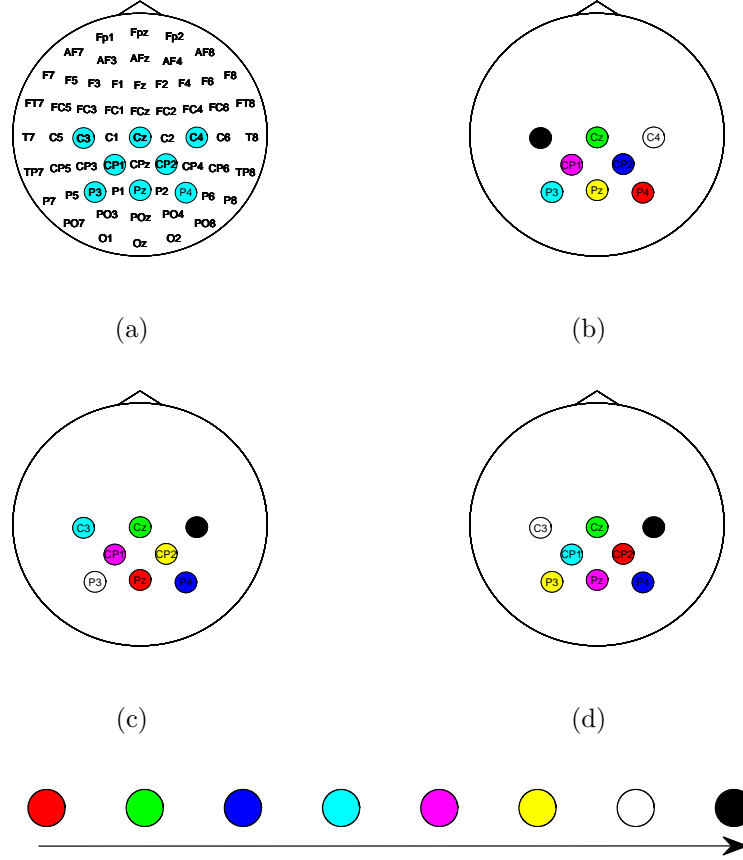 Fp1 Fpz Fp2
AF7 AF3 AFz AF4 AF8
F7 F5 F3 F1 Fz F2 F4 F6 F8
FT7 FC5 FC3 FC1 FCz FC2 FC4 FC6 FT8
T7 C5 C3 C1 Cz C2 C4 C6 T8
TP7 CP5 CP3 CP1 CPz CP2 CP4 CP6 TP8
P7 P5 P3 P1 Pz P2 P4 P6 P8
PO7 PO3 POz PO4 PO8
O1 Oz O2
(a)
Cz C4
CP1 CP2
P3 Pz P4
(b)
C3 Cz
CP1 CP2
P3 Pz P4
(c)
C3 Cz
CP1 CP2
P3 Pz P4
(d)